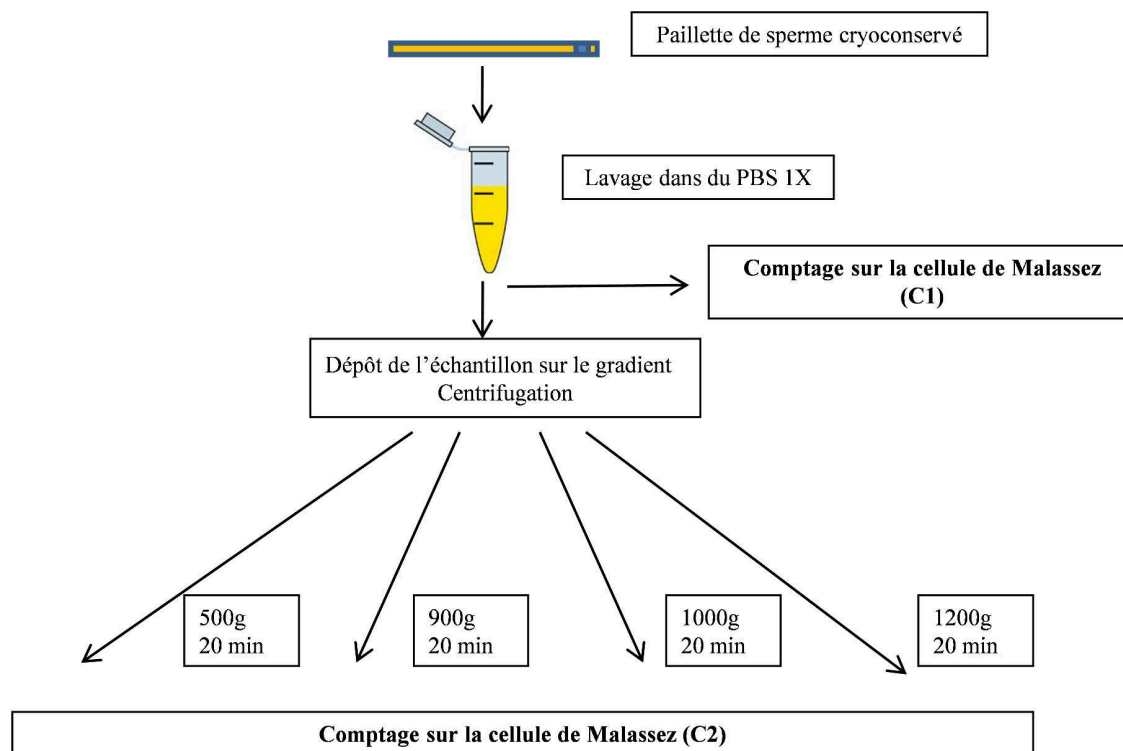 Paillette de sperme cryoconservé
Lavage dans du PBS 1X
Comptage sur la cellule de Malassez
(C1)
Dépôt de l’échantillon sur le gradient
Centrifugation
500g
20 min
900g
20 min
1000g
20 min
1200g
20 min
Comptage sur la cellule de Malassez (C2)